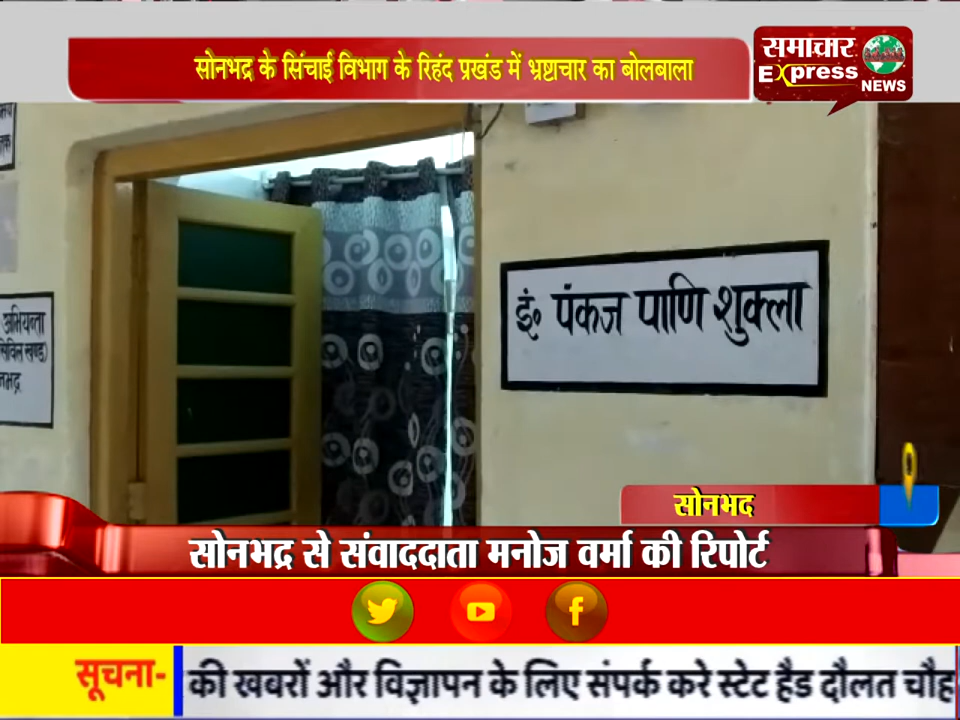 सोनभद्र के सिंचाई विभाग के रिहंद प्रखंड में भ्रष्टाचार का बोलबाला
समाचार
Express
NEWS
इं० पंकज पाणि शुक्ला
अभियन्ता
सोनभद
सोनभद्र से संवाददाता मनोज वर्मा की रिपोर्ट
सूचना- की खबरों और विज्ञापन के लिए संपर्क करे स्टेट हैड दौलत चौह